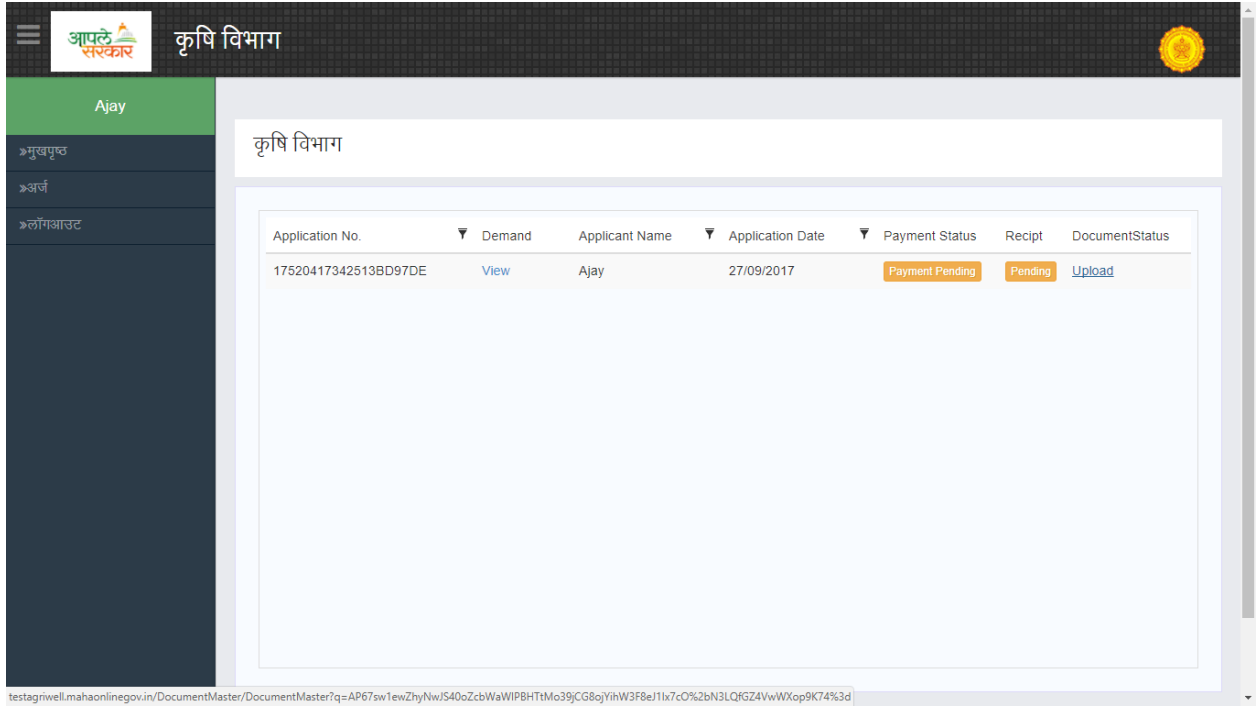 आपले
सरकार
कृषि विभाग
Ajay
»मुखपृष्ठ
»अर्ज
»लॉगआउट
कृषि विभाग
Application No. Demand Applicant Name Application Date Payment Status Recipt DocumentStatus
17520417342513BD97DE View Ajay 27/09/2017 Payment Pending Pending Upload
testagriwell.mahaonlinegov.in/DocumentMaster/DocumentMaster?q=AP67sw1ewZhyNwJS40oZcbWaWIPBHTtMo39jCG8ojYihW3F8eJ1Ix7cO%2bN3LQfGZ4VwWXop9K74%3d